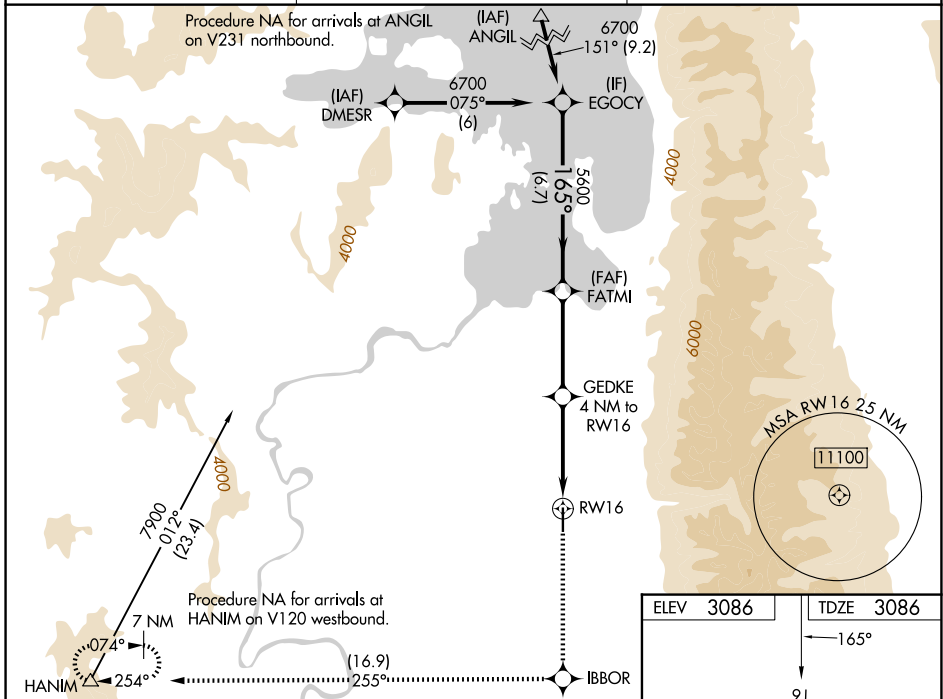 Procedure NA for arrivals at ANGIL
on V231 northbound.
(IAF)
ANGIL
6700
151° (9.2)
(IAF)
DMESR
6700
075°
(6)
(IF)
EGOCY
5600
165°
(6.7)
4000
4000
(FAF)
FATMI
6000
GEDKE
4 NM to
RW16
MSA RW16 25 NM
11100
4000
7900
012°
(23.4)
RW16
Procedure NA for arrivals at
HANIM on V120 westbound.
7 NM
074°
254°
HANIM
(16.9)
255°
IBBOR
ELEV 3086
TDZE 3086
165°
16